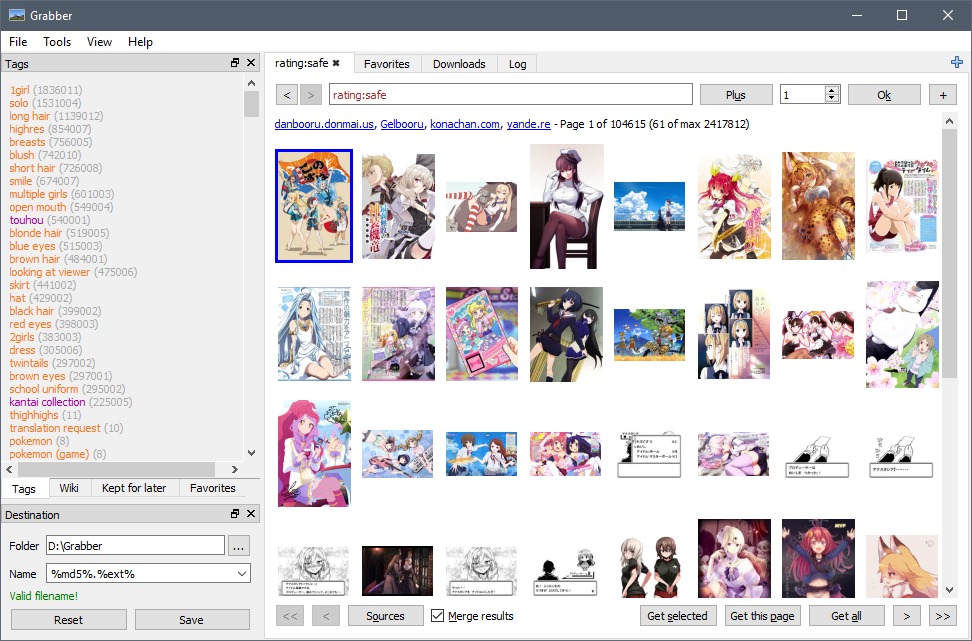 Grabber
File Tools View Help
Tags
1girl (1836011)
solo (1531004)
long hair (1139012)
highres (854007)
breasts (756005)
blush (742010)
short hair (726008)
smile (674007)
multiple girls (601003)
open mouth (549004)
touhou (540001)
blonde hair (519005)
blue eyes (515003)
brown hair (484001)
looking at viewer (475006)
skirt (441002)
hat (429002)
black hair (399002)
red eyes (398003)
2girls (383003)
dress (305006)
twintails (297002)
brown eyes (297001)
school uniform (295002)
kantai collection (225005)
thighhighs (11)
translation request (10)
pokemon (8)
pokemon (game) (8)
Tags Wiki Kept for later Favorites
Destination
Folder D:\Grabber ...
Name %md5%.%ext%
Valid filename!
Reset Save
rating:safe Favorites Downloads Log
< > rating:safe Plus 1 Ok +
danbooru.donmai.us, Gelbooru, konachan.com, yande.re - Page 1 of 104615 (61 of max 2417812)
MVP
<< < Sources Merge results Get selected Get this page Get all > >>